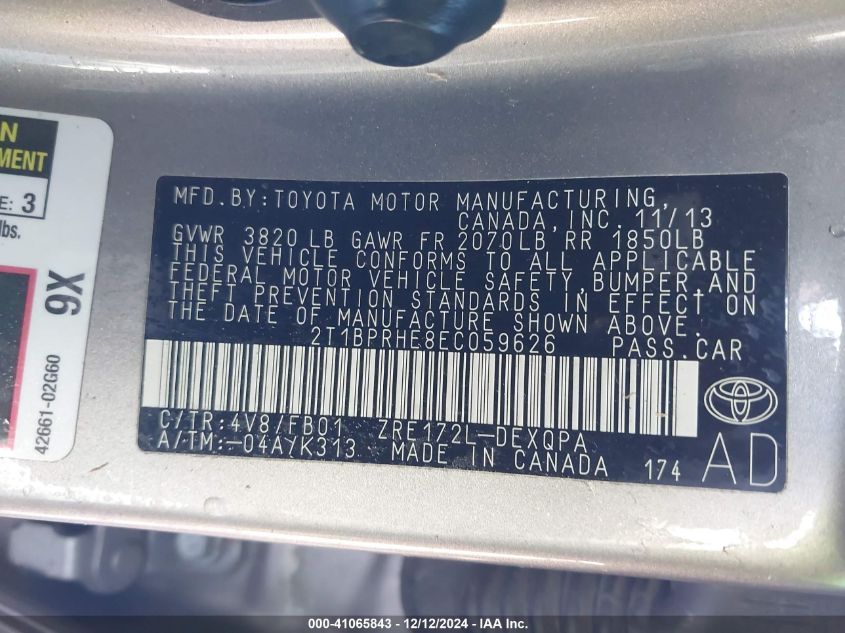 N
EMENT
E: 3
lbs.
9X
42661-02G60
MFD. BY: TOYOTA MOTOR MANUFACTURING,
CANADA, INC. 11/13
GVWR 3820 LB GAWR FR 2070LB RR 1850LB
THIS VEHICLE CONFORMS TO ALL APPLICABLE
FEDERAL MOTOR VEHICLE SAFETY, BUMPER, AND
THEFT PREVENTION STANDARDS IN EFFECT ON
THE DATE OF MANUFACTURE SHOWN ABOVE.
2T1BPRHE8EC059626 PASS. CAR
C/TR: 4V8/FB01 ZRE172L-DEXQPA
A/TM: -04A/K313 MADE IN CANADA 174
AD
000-41065843 - 12/12/2024 - IAA Inc.